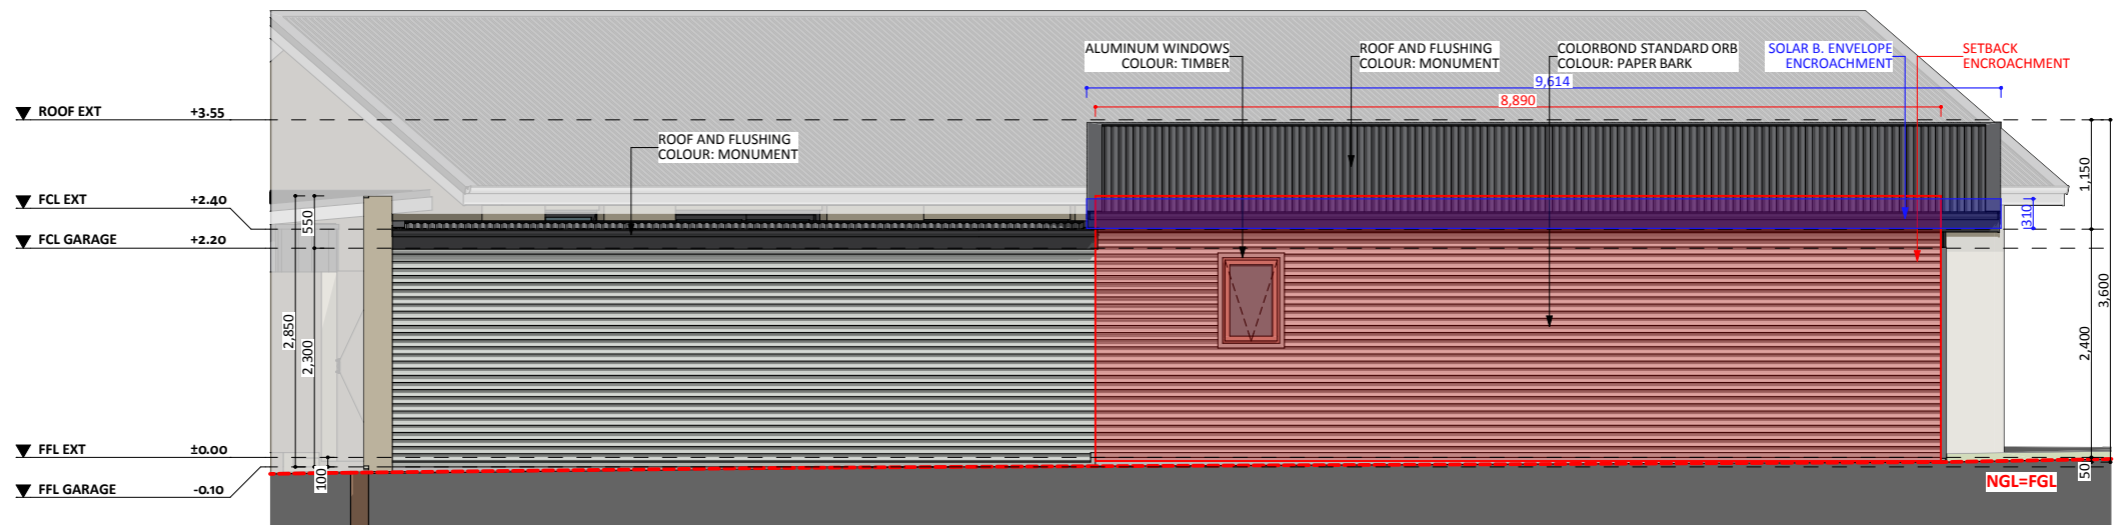 ALUMINUM WINDOWS
COLOUR: TIMBER
ROOF AND FLUSHING
COLOUR: MONUMENT
COLORBOND STANDARD ORB
COLOUR: PAPER BARK
SOLAR B. ENVELOPE
ENCROACHMENT
SETBACK
ENCROACHMENT
9,614
8,890
ROOF EXT +3.55
ROOF AND FLUSHING
COLOUR: MONUMENT
FCL EXT +2.40
FCL GARAGE +2.20
550
2,850
2,300
100
1,150
310
3,600
2,400
50
FFL EXT ±0.00
FFL GARAGE -0.10
NGL=FGL